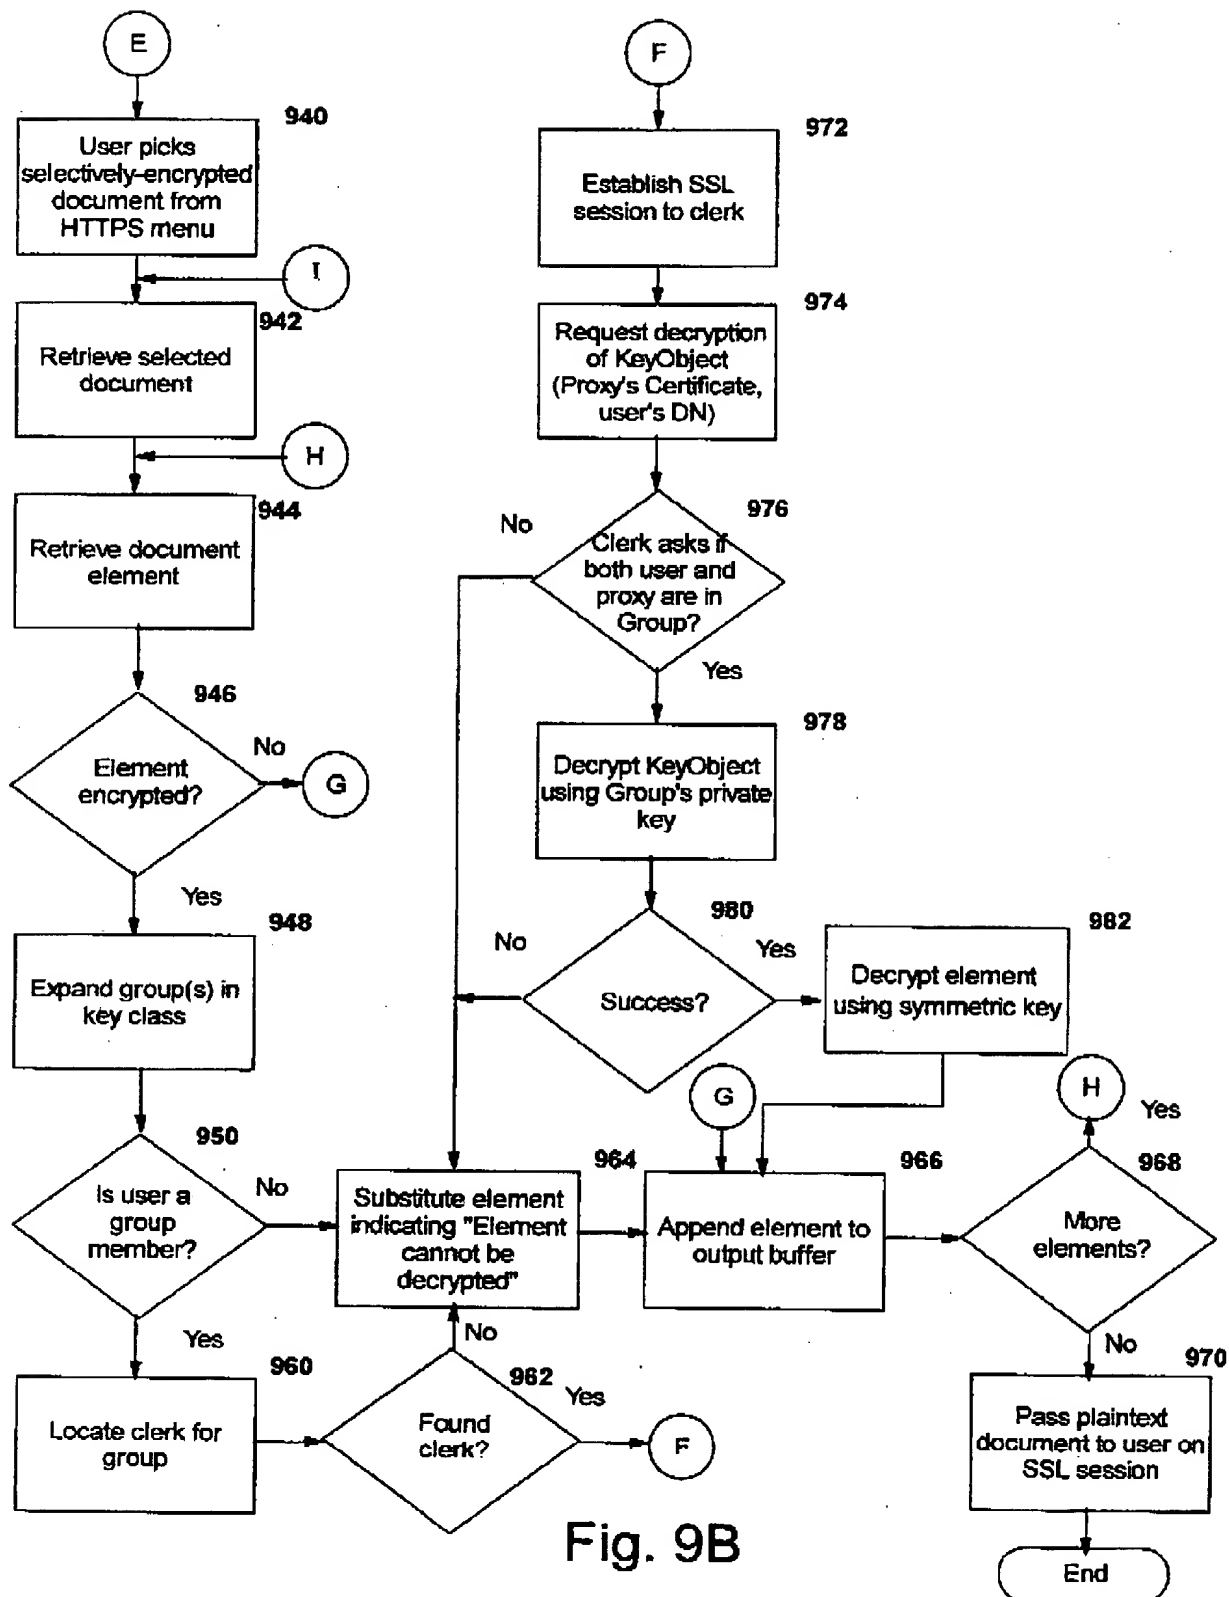 E
940
User picks
selectively-encrypted
document from
HTTPS menu
I
942
Retrieve selected
document
H
944
Retrieve document
element
946
Element
encrypted?
No
G
Yes
948
Expand group(s) in
key class
950
Is user a
group
member?
No
Yes
960
Locate clerk for
group
962
Found
clerk?
No
Yes
F
964
Substitute element
indicating "Element
cannot be
decrypted"
F
972
Establish SSL
session to clerk
974
Request decryption
of KeyObject
(Proxy's Certificate,
user's DN)
976
Clerk asks if
both user and
proxy are in
Group?
No
Yes
978
Decrypt KeyObject
using Group's private
key
980
Success?
No
Yes
982
Decrypt element
using symmetric key
G
966
Append element to
output buffer
968
More
elements?
Yes
H
No
970
Pass plaintext
document to user on
SSL session
End
Fig. 9B